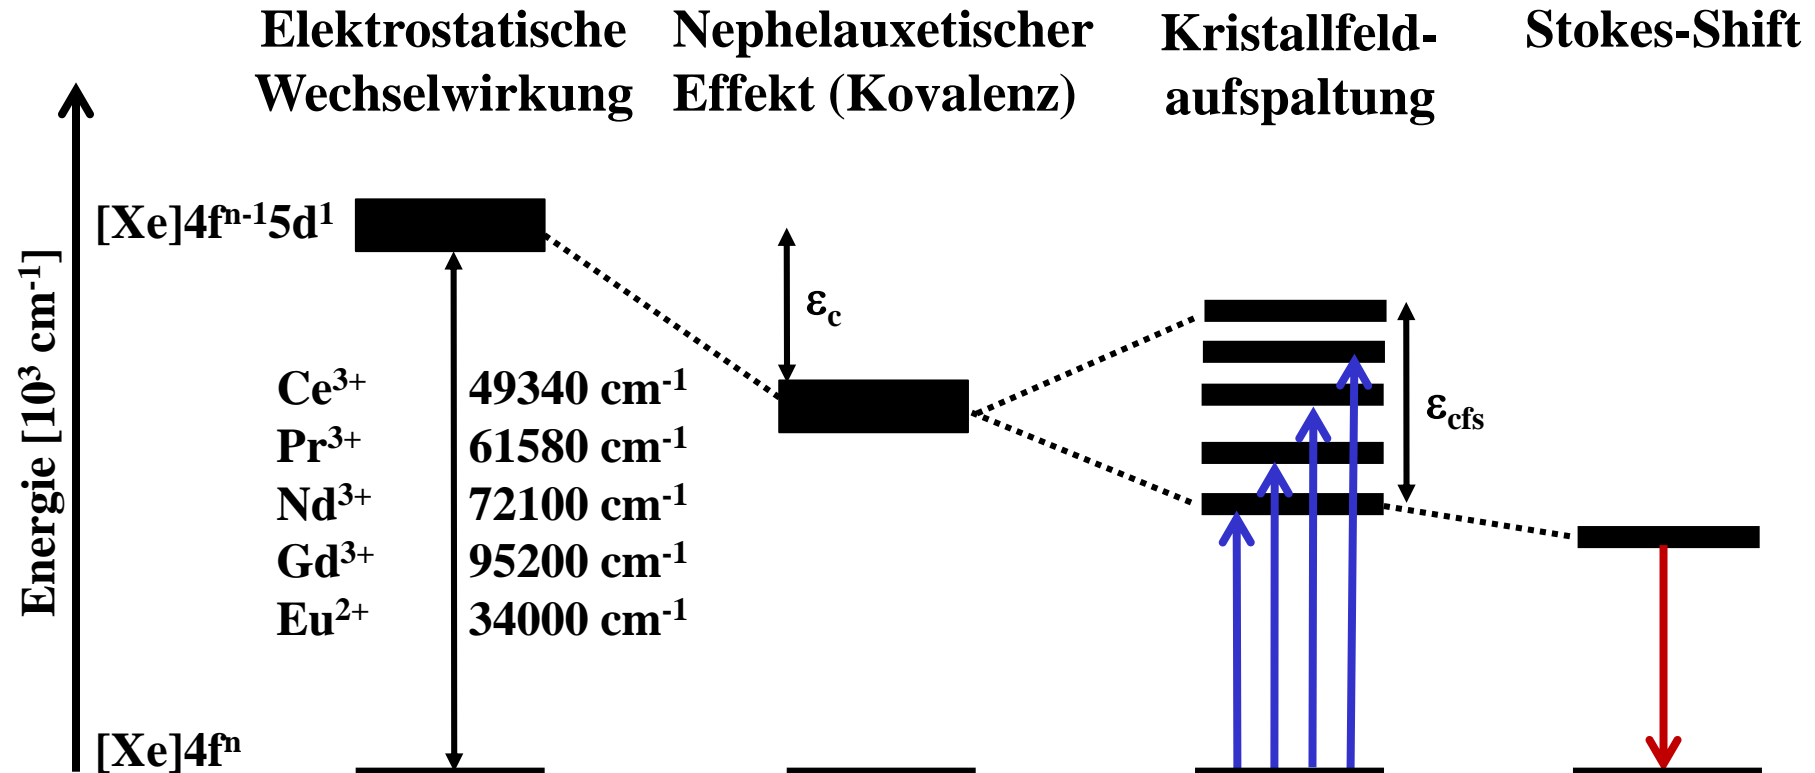 Elektrostatische Wechselwirkung
Nephelauxetischer Effekt (Kovalenz)
Kristallfeld-
aufspaltung
Stokes-Shift
Energie [10³ cm⁻¹]
[Xe]4fⁿ⁻¹5d¹
εc
Ce³⁺ 49340 cm⁻¹
Pr³⁺ 61580 cm⁻¹
Nd³⁺ 72100 cm⁻¹
Gd³⁺ 95200 cm⁻¹
Eu²⁺ 34000 cm⁻¹
εcfs
[Xe]4fⁿ